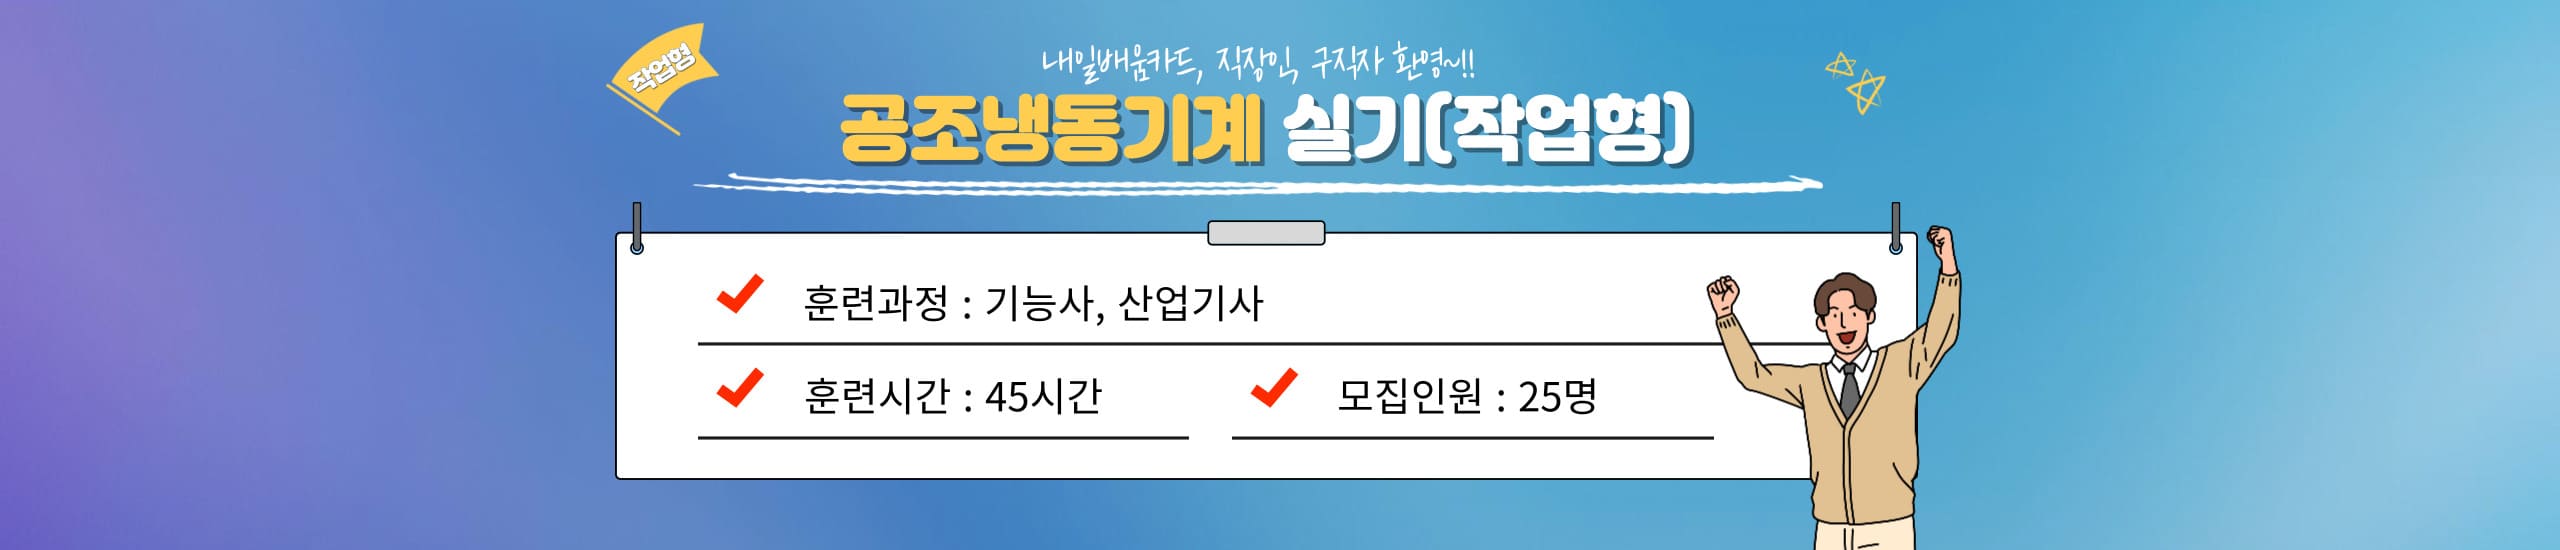 작업형
내일배움카드, 직장인, 구직자 환영~!!
공조냉동기계 실기(작업형)
훈련과정 : 기능사, 산업기사
훈련시간 : 45시간
모집인원 : 25명